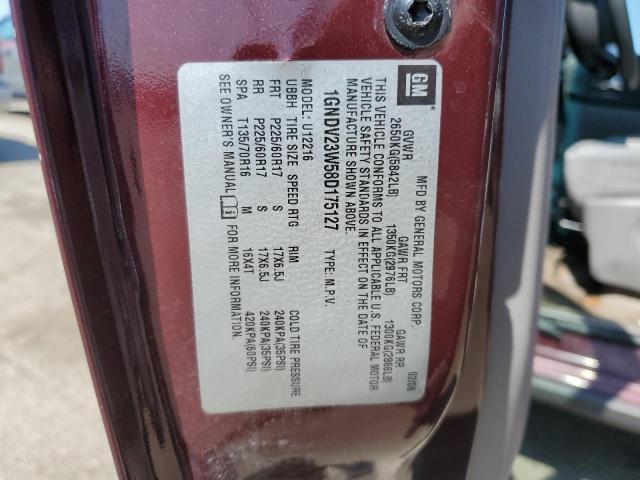 GM MFD BY GENERAL MOTORS CORP. 02/08
GVWR GAWR FRT GAWR RR
2650KG(5842LB) 1350KG(2976LB) 1300KG(2866LB)
THIS VEHICLE CONFORMS TO ALL APPLICABLE U.S. FEDERAL MOTOR
VEHICLE SAFETY STANDARDS IN EFFECT ON THE DATE OF
MANUFACTURE SHOWN ABOVE.
1GNDV23W58D175127 TYPE: M.P.V.
MODEL: U12216
UBBH TIRE SIZE SPEED RTG RIM COLD TIRE PRESSURE
FRT P225/60R17 S 17X6.5J 240KPA(35PSI)
RR P225/60R17 S 17X6.5J 240KPA(35PSI)
SPA T135/70R16 16X4T 420KPA(60PSI)
SEE OWNER'S MANUAL FOR MORE INFORMATION.